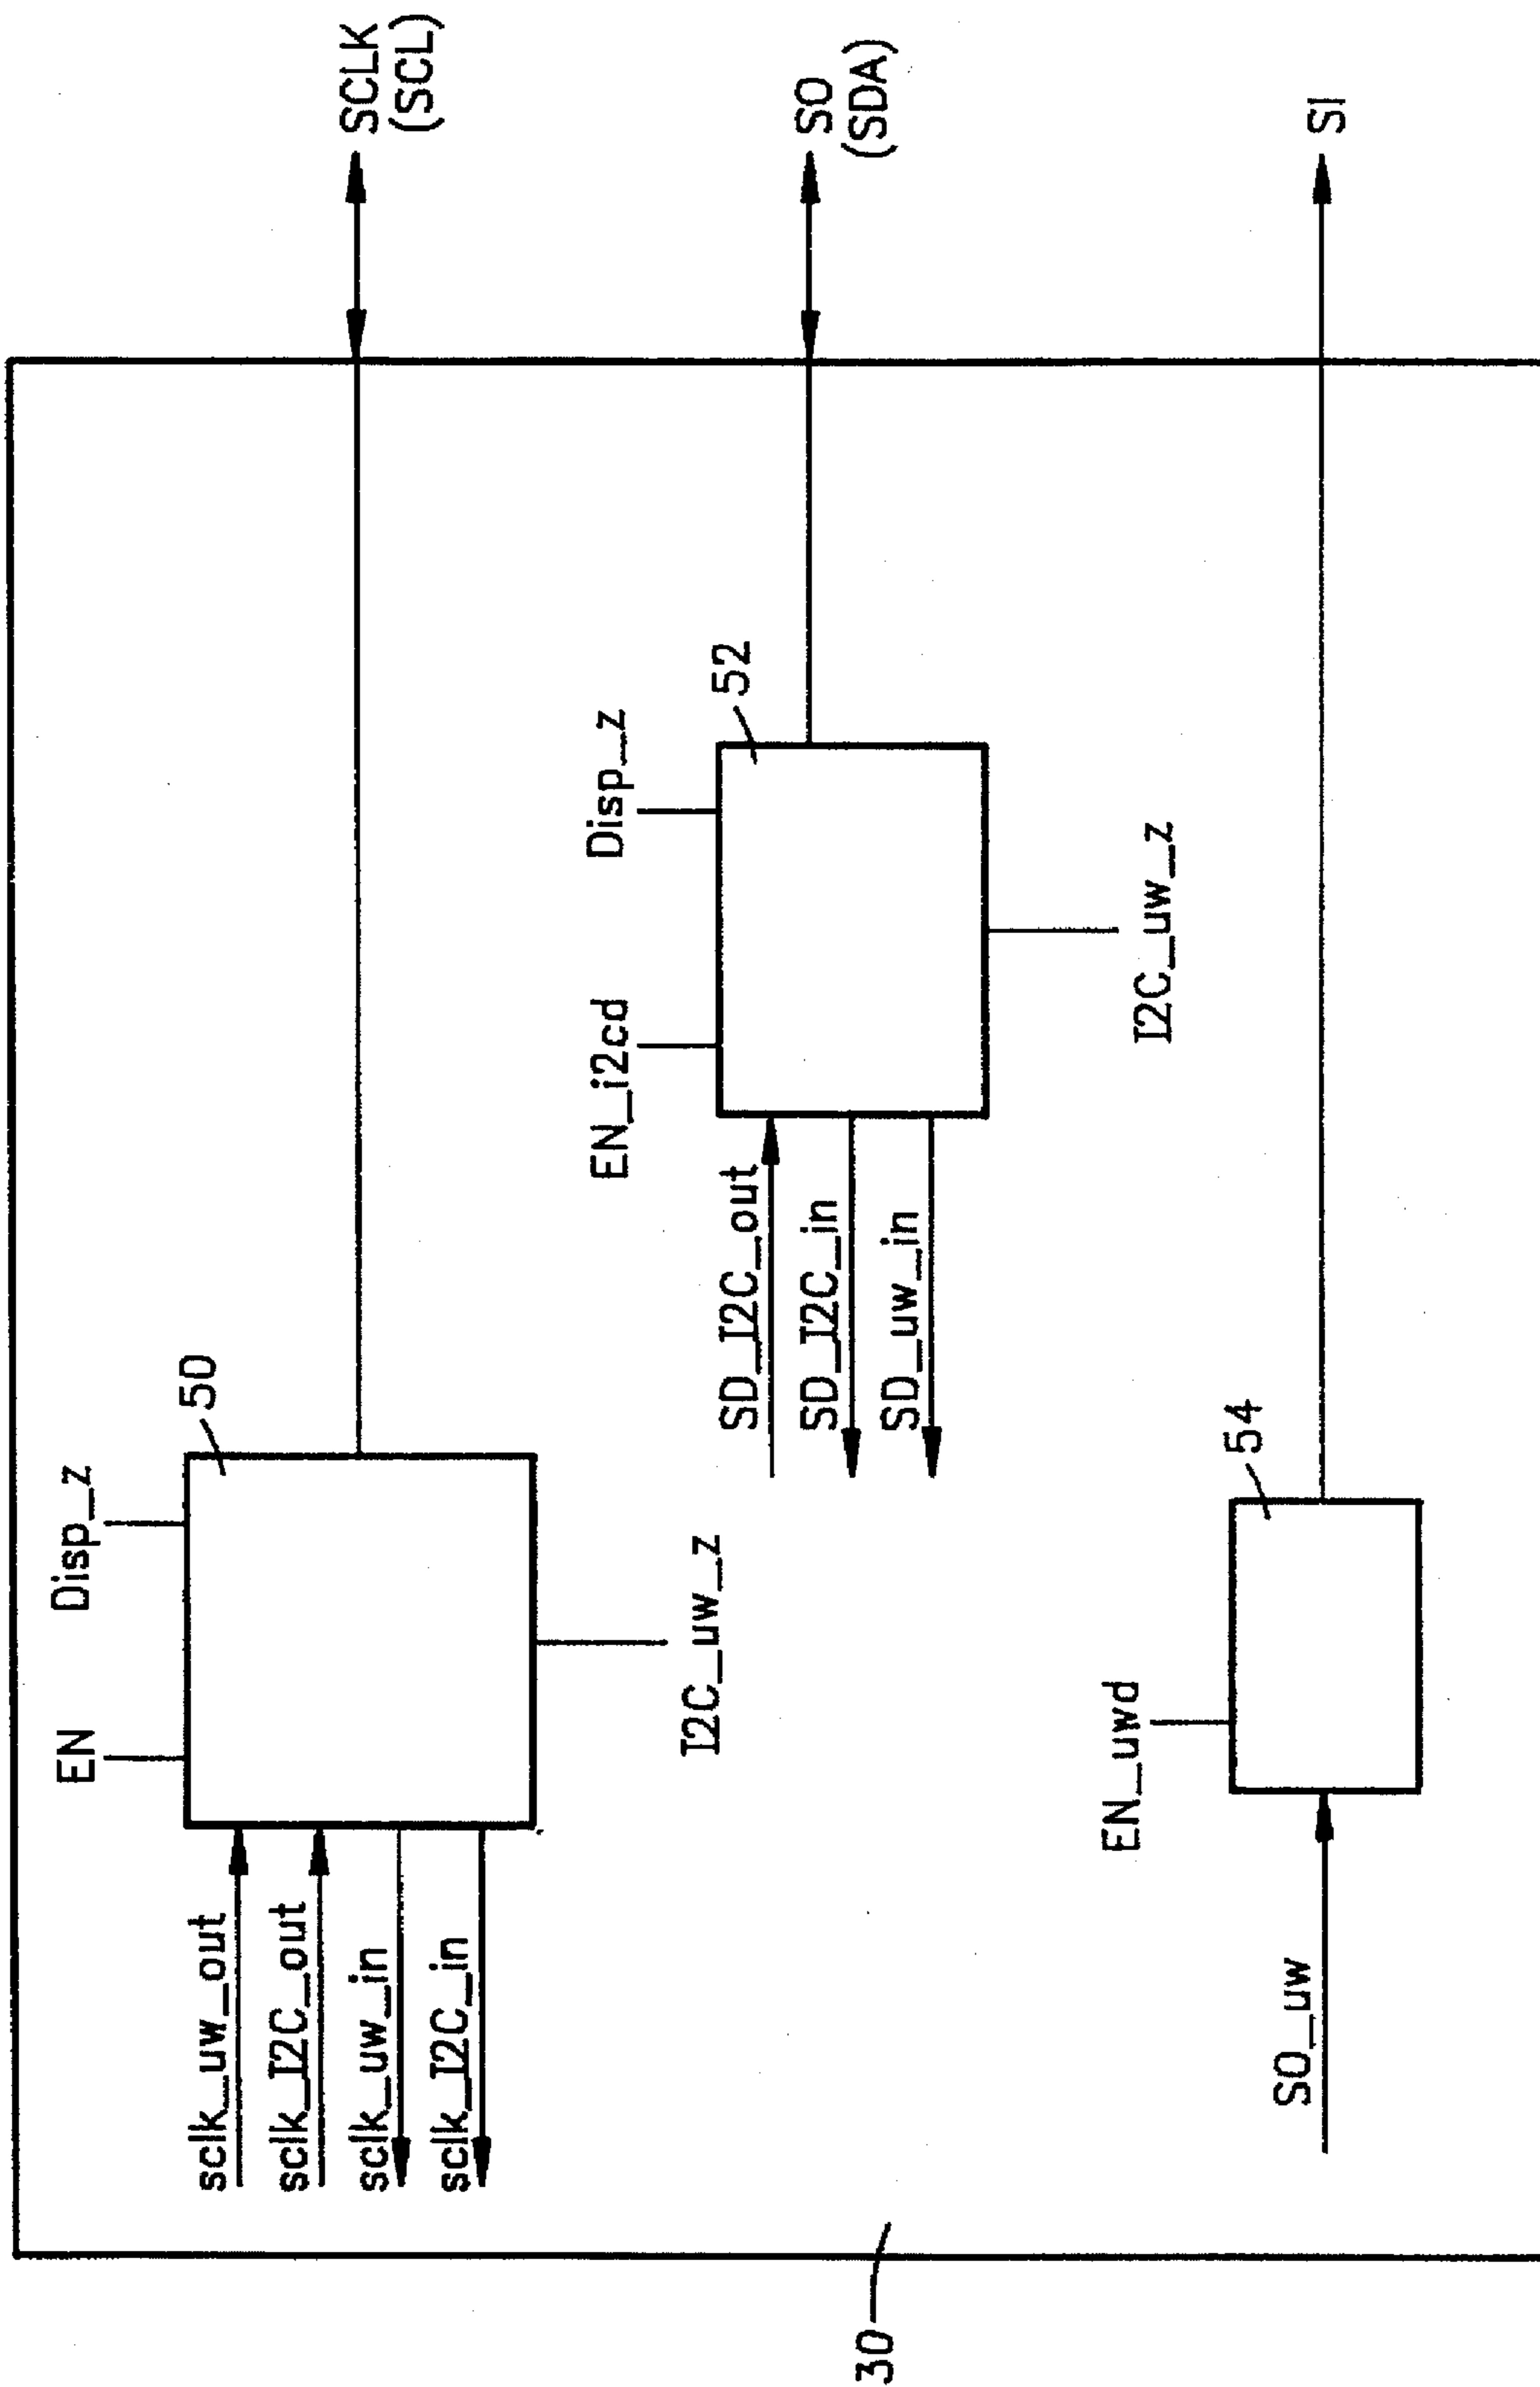 SCLK
(SCL)
SO
(SDA)
SI
Disp_z
50
EN
sclk_uw_out
sclk_I2C_out
sclk_uw_in
sclk_I2C_in
I2C_uw_z
Disp_z
52
EN_i2cd
SD_I2C_out
SD_I2C_in
SD_uw_in
I2C_uw_z
54
EN_uwd
SO_uw
30